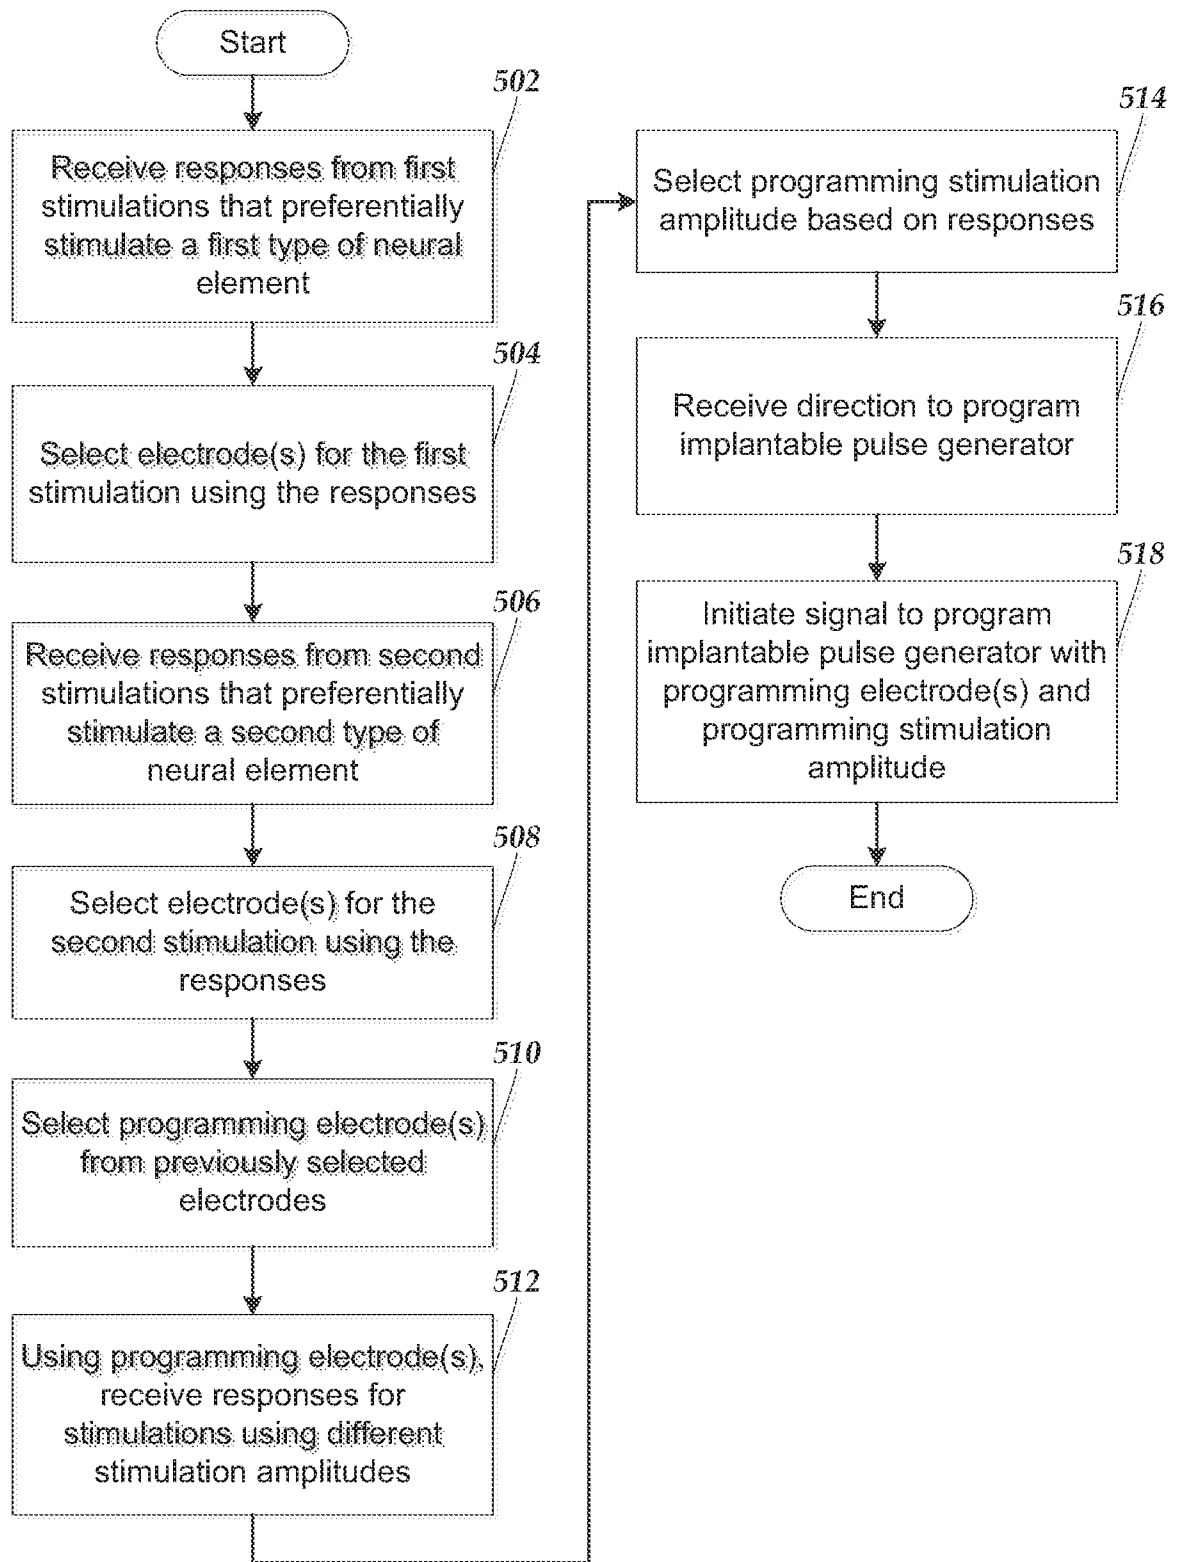 Start
502
Receive responses from first
stimulations that preferentially
stimulate a first type of neural
element
504
Select electrode(s) for the first
stimulation using the responses
506
Receive responses from second
stimulations that preferentially
stimulate a second type of
neural element
508
Select electrode(s) for the
second stimulation using the
responses
510
Select programming electrode(s)
from previously selected
electrodes
512
Using programming electrode(s),
receive responses for
stimulations using different
stimulation amplitudes
514
Select programming stimulation
amplitude based on responses
516
Receive direction to program
implantable pulse generator
518
Initiate signal to program
implantable pulse generator with
programming electrode(s) and
programming stimulation
amplitude
End